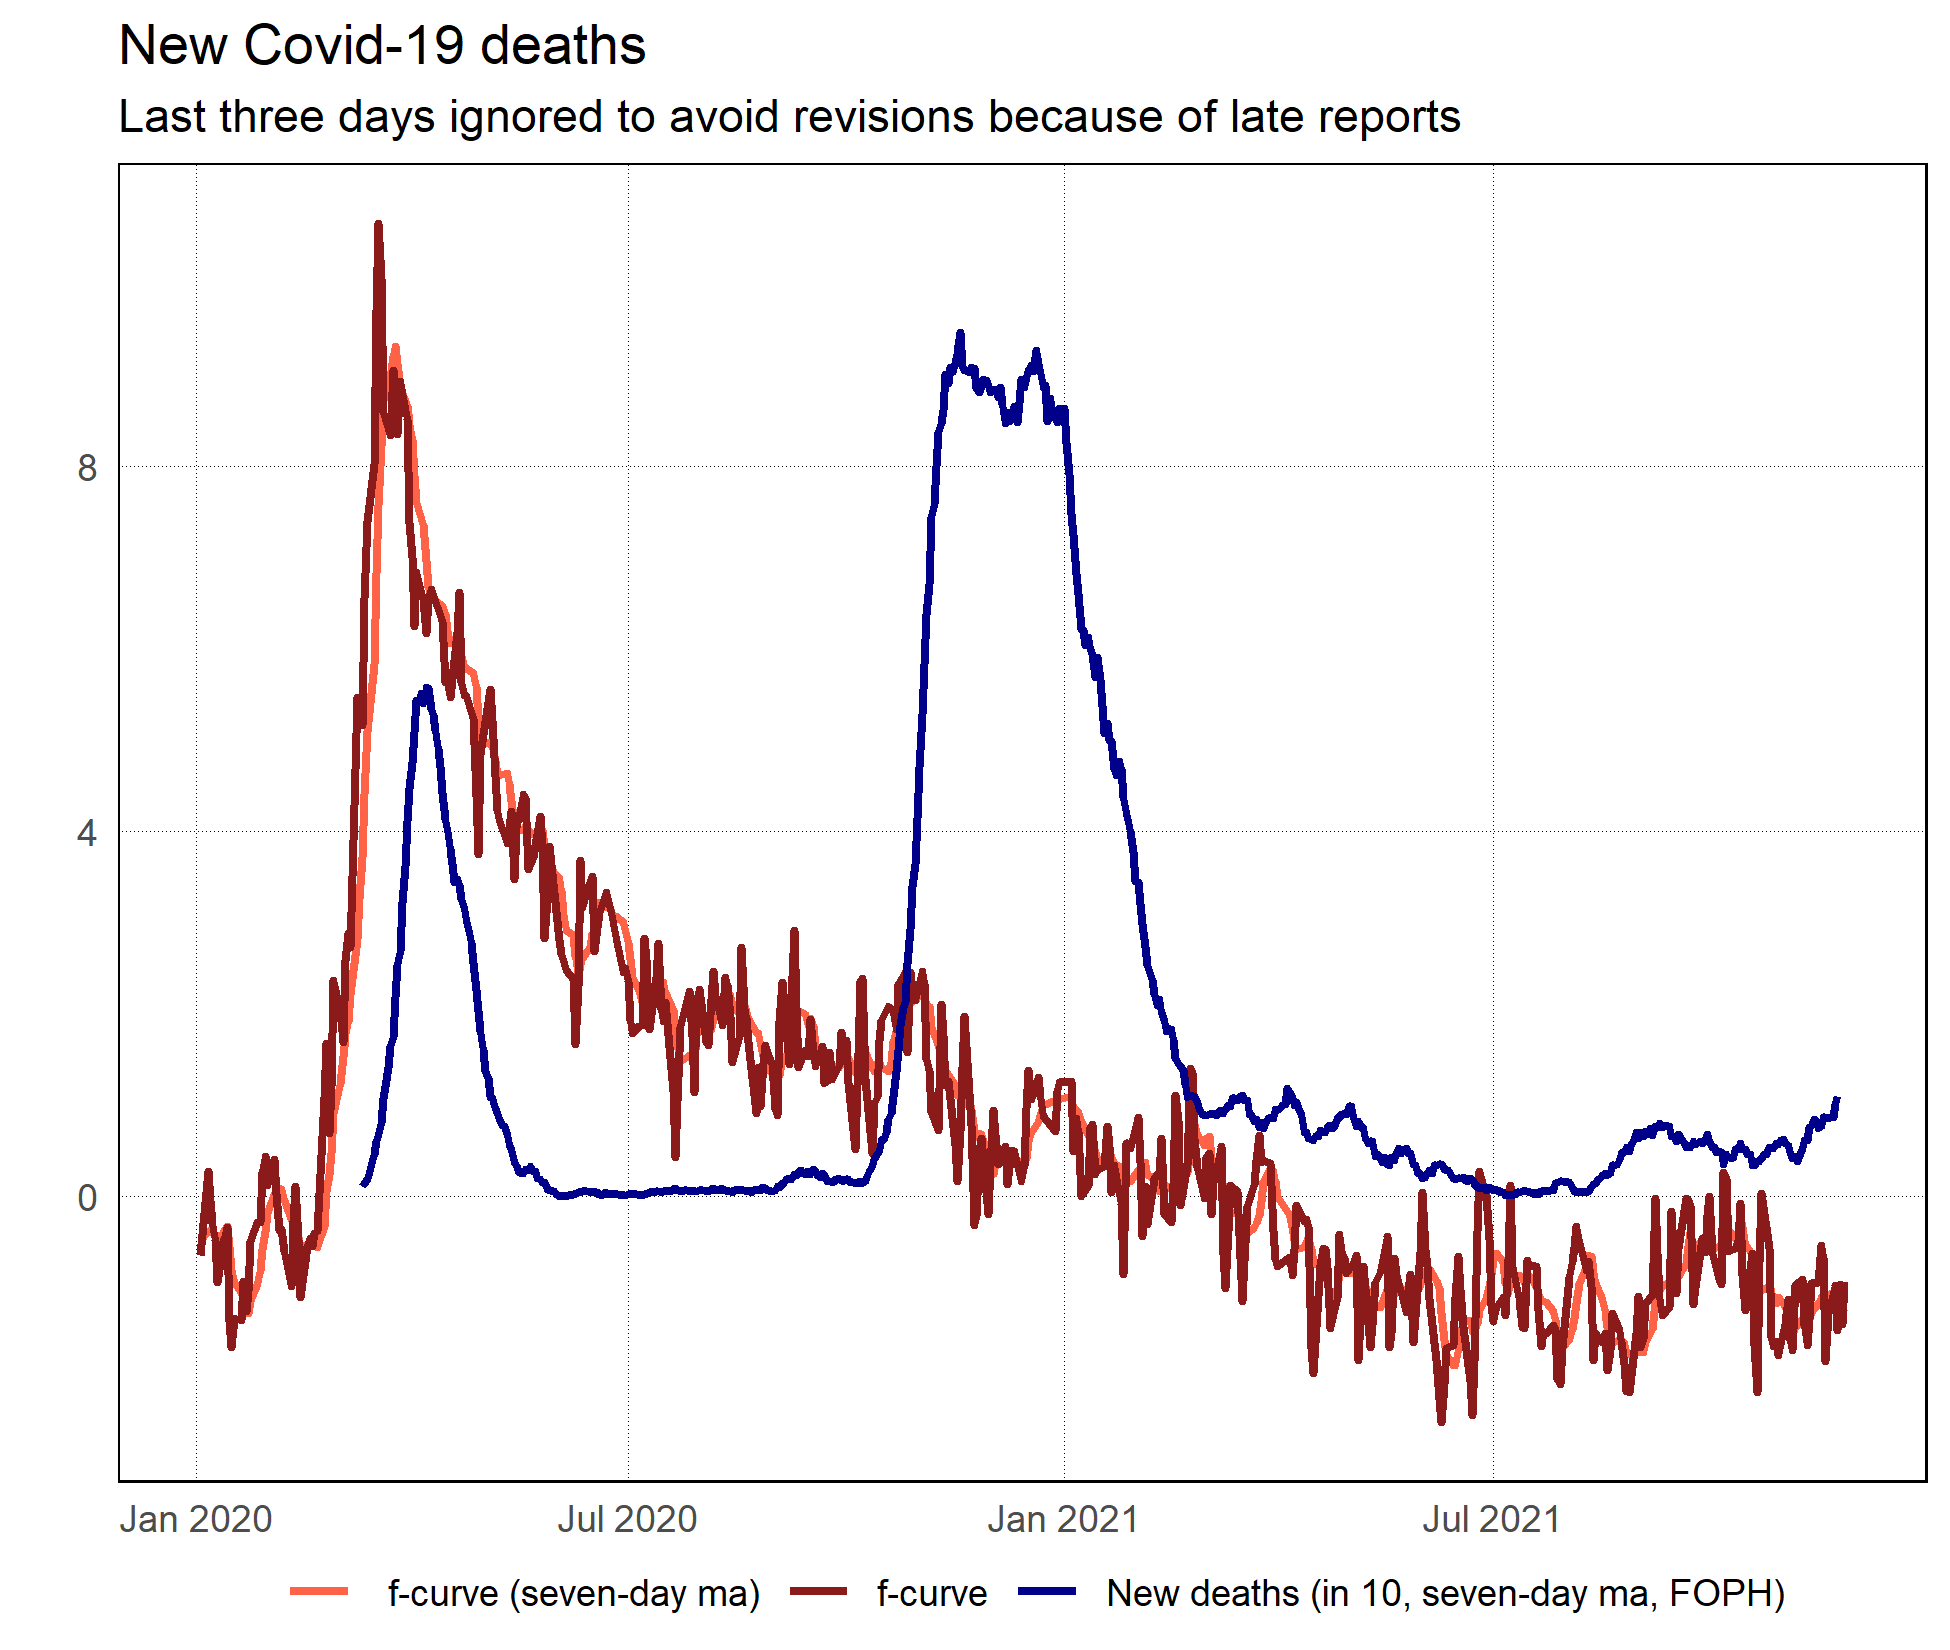 New Covid-19 deaths
Last three days ignored to avoid revisions because of late reports
8
4
0
Jan 2020 Jul 2020 Jan 2021 Jul 2021
f-curve (seven-day ma) f-curve New deaths (in 10, seven-day ma, FOPH)